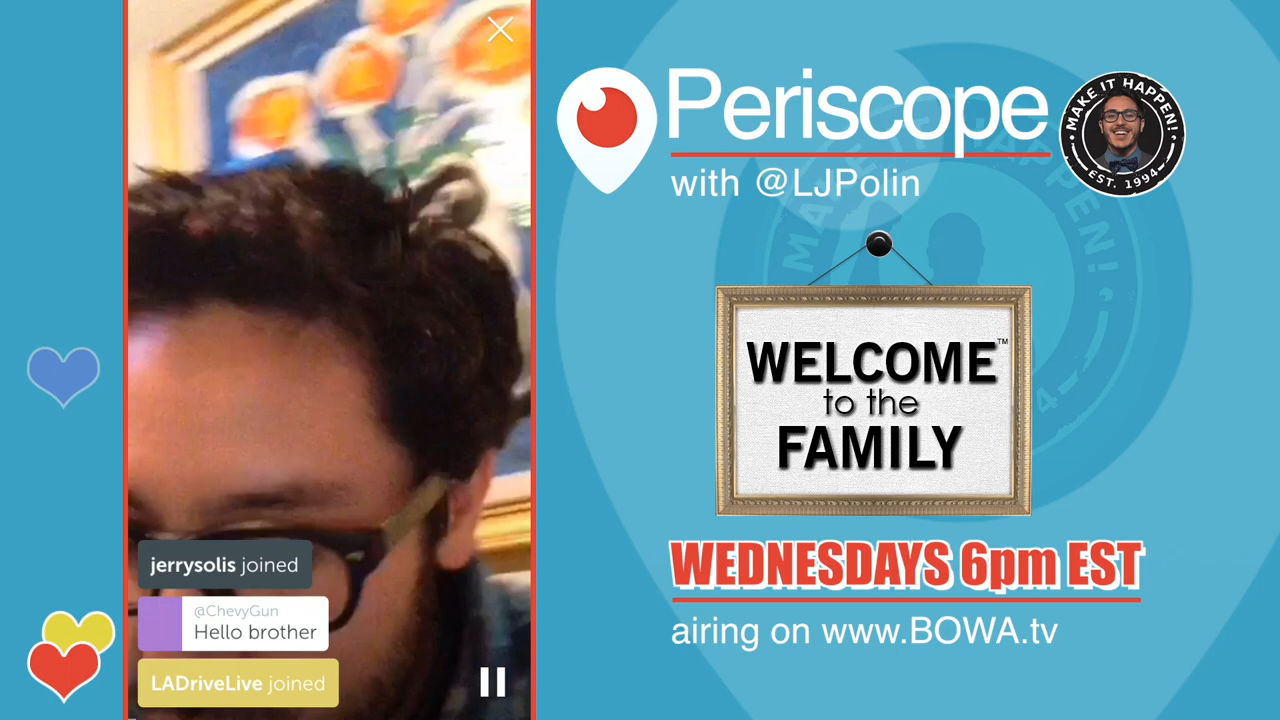 jerrysolis joined
@ChevyGun
Hello brother
LADriveLive joined
Periscope
with @LJPolin
MAKE IT HAPPEN!
EST. 1994
WELCOME™
to the
FAMILY
WEDNESDAYS 6pm EST
airing on www.BOWA.tv